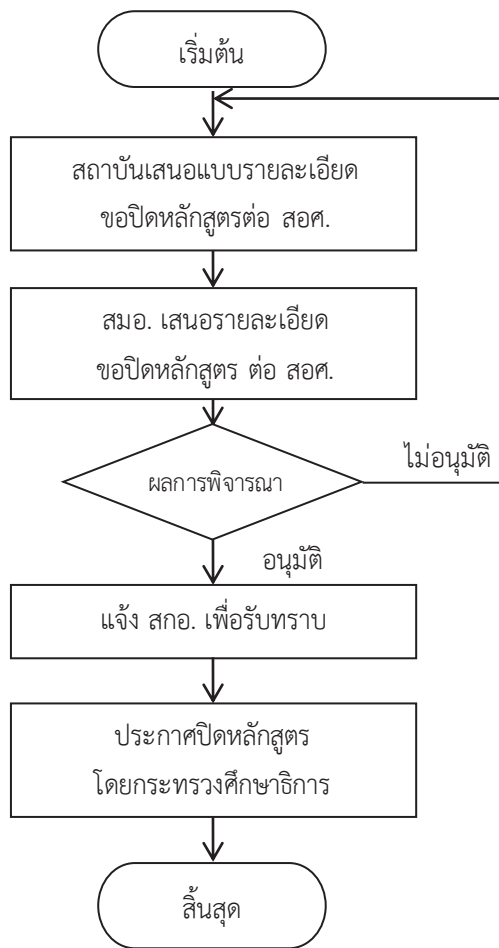 เริ่มต้น
สถาบันเสนอแบบรายละเอียด
ขอปิดหลักสูตรต่อ สอศ.
สมอ. เสนอรายละเอียด
ขอปิดหลักสูตร ต่อ สอศ.
ผลการพิจารณา
ไม่อนุมัติ
อนุมัติ
แจ้ง สกอ. เพื่อรับทราบ
ประกาศปิดหลักสูตร
โดยกระทรวงศึกษาธิการ
สิ้นสุด